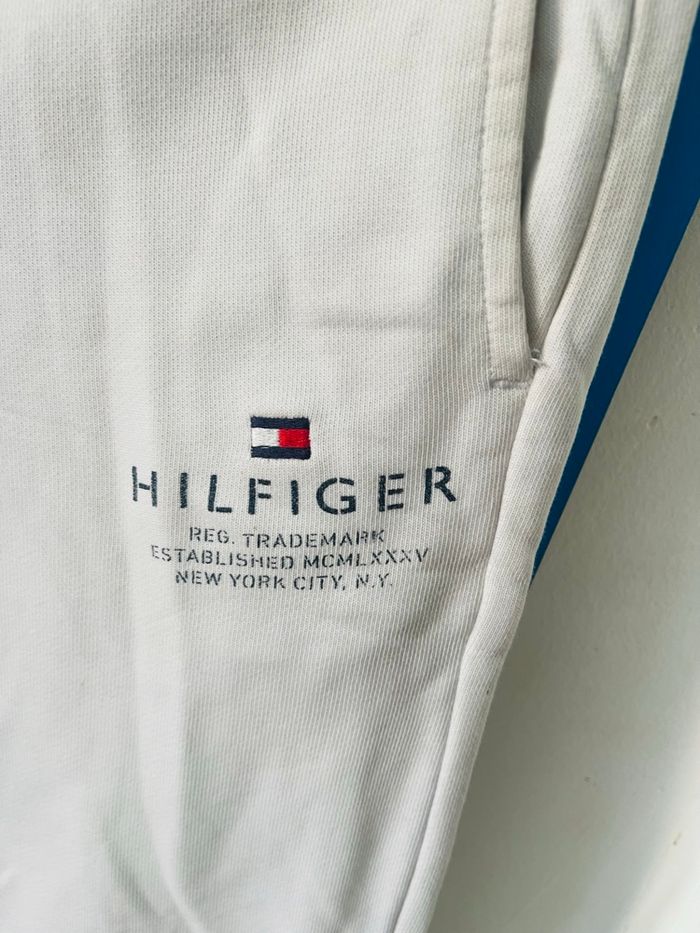 HILFIGER
REG. TRADEMARK
ESTABLISHED MCMLXXXV
NEW YORK CITY, N.Y.